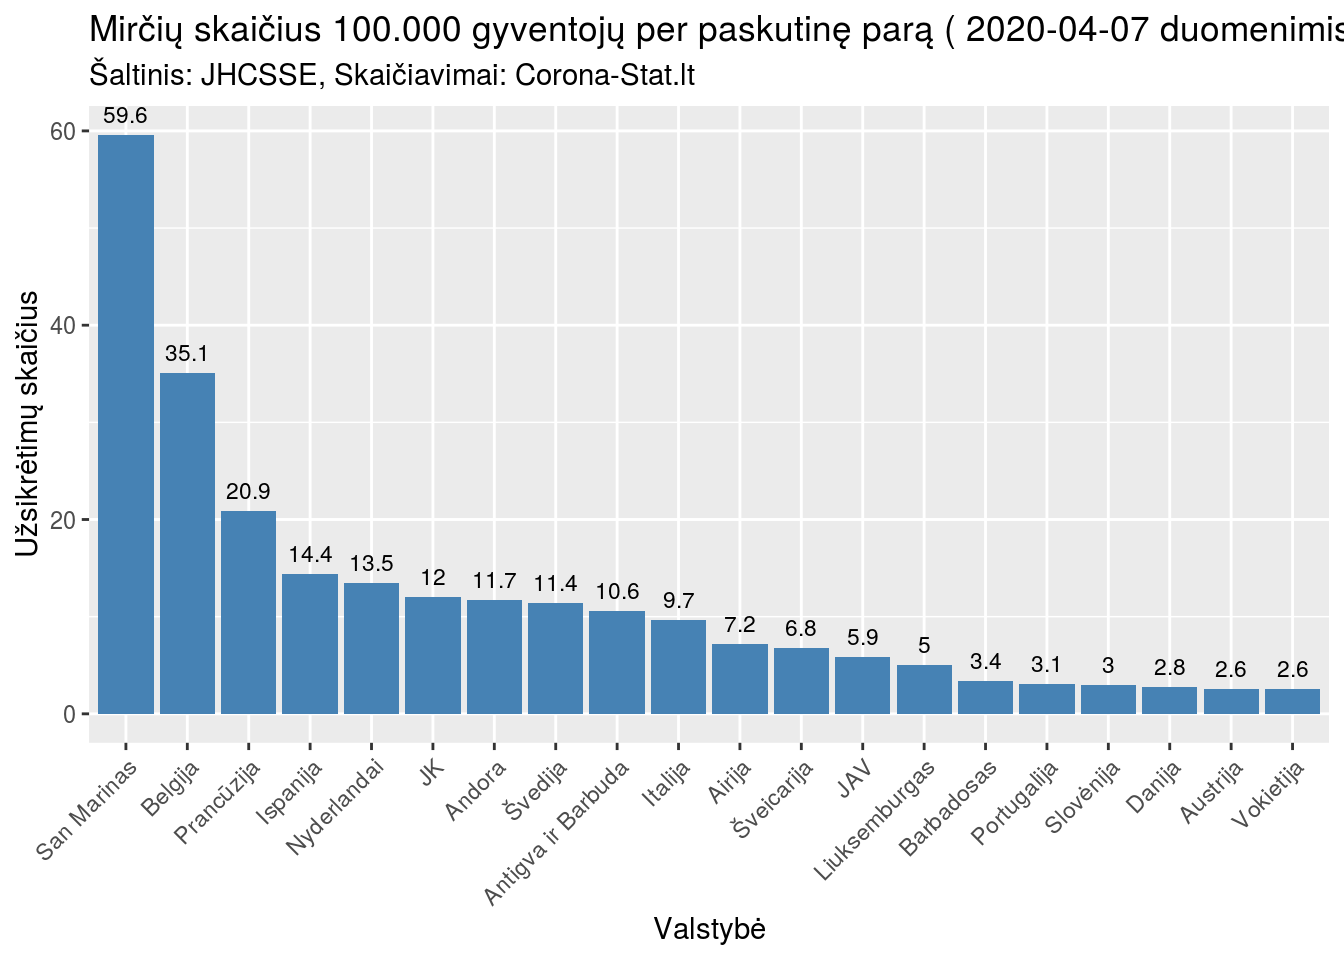 Mirčių skaičius 100.000 gyventojų per paskutinę parą ( 2020-04-07 duomenimis
Šaltinis: JHCSSE, Skaičiavimai: Corona-Stat.lt
Užsikrėtimų skaičius
60
40
20
0
59.6
35.1
20.9
14.4
13.5
12
11.7
11.4
10.6
9.7
7.2
6.8
5.9
5
3.4
3.1
3
2.8
2.6
2.6
San Marinas
Belgija
Prancūzija
Ispanija
Nyderlandai
JK
Andora
Švedija
Antigva ir Barbuda
Italija
Airija
Šveicarija
JAV
Liuksemburgas
Barbadosas
Portugalija
Slovėnija
Danija
Austrija
Vokietija
Valstybė